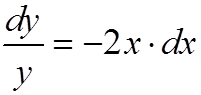 dy/y = −2x · dx